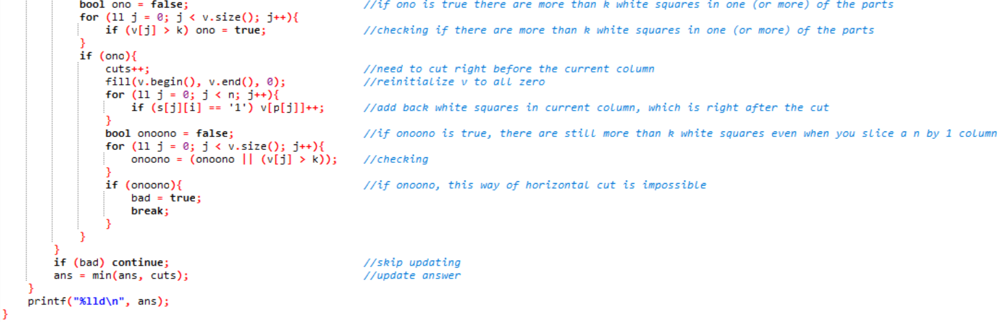 bool ono = false; //if ono is true there are more than k white squares in one (or more) of the parts
for (ll j = 0; j < v.size(); j++){
if (v[j] > k) ono = true; //checking if there are more than k white squares in one (or more) of the parts
}
if (ono){
cuts++; //need to cut right before the current column
fill(v.begin(), v.end(), 0); //reinitialize v to all zero
for (ll j = 0; j < n; j++){
if (s[j][i] == '1') v[p[j]]++; //add back white squares in current column, which is right after the cut
}
bool onoono = false; //if onoono is true, there are still more than k white squares even when you slice a n by 1 column
for (ll j = 0; j < v.size(); j++){
onoono = (onoono || (v[j] > k)); //checking
}
if (onoono){ //if onoono, this way of horizontal cut is impossible
bad = true;
break;
}
}
}
if (bad) continue; //skip updating
ans = min(ans, cuts); //update answer
}
printf("%lld\n", ans);
}